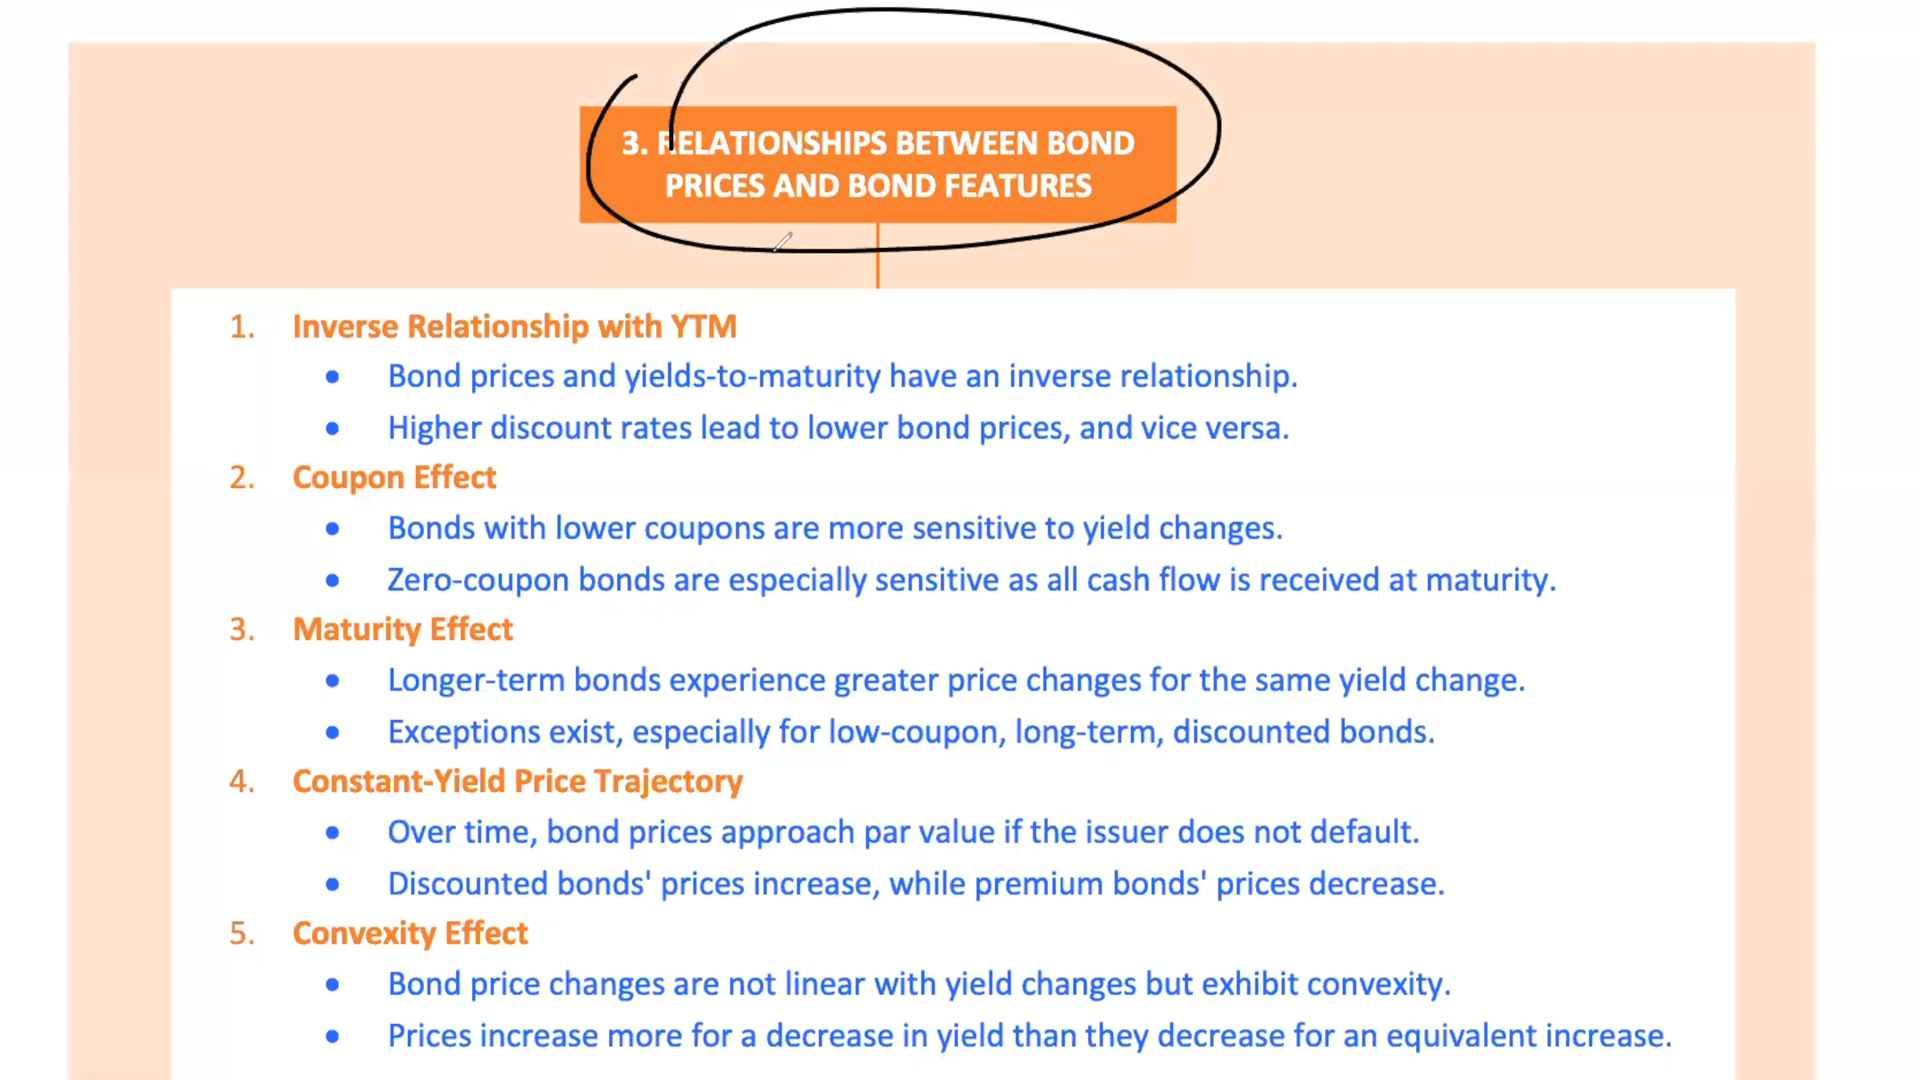 3. RELATIONSHIPS BETWEEN BOND
PRICES AND BOND FEATURES
1. Inverse Relationship with YTM
• Bond prices and yields-to-maturity have an inverse relationship.
• Higher discount rates lead to lower bond prices, and vice versa.
2. Coupon Effect
• Bonds with lower coupons are more sensitive to yield changes.
• Zero-coupon bonds are especially sensitive as all cash flow is received at maturity.
3. Maturity Effect
• Longer-term bonds experience greater price changes for the same yield change.
• Exceptions exist, especially for low-coupon, long-term, discounted bonds.
4. Constant-Yield Price Trajectory
• Over time, bond prices approach par value if the issuer does not default.
• Discounted bonds' prices increase, while premium bonds' prices decrease.
5. Convexity Effect
• Bond price changes are not linear with yield changes but exhibit convexity.
• Prices increase more for a decrease in yield than they decrease for an equivalent increase.